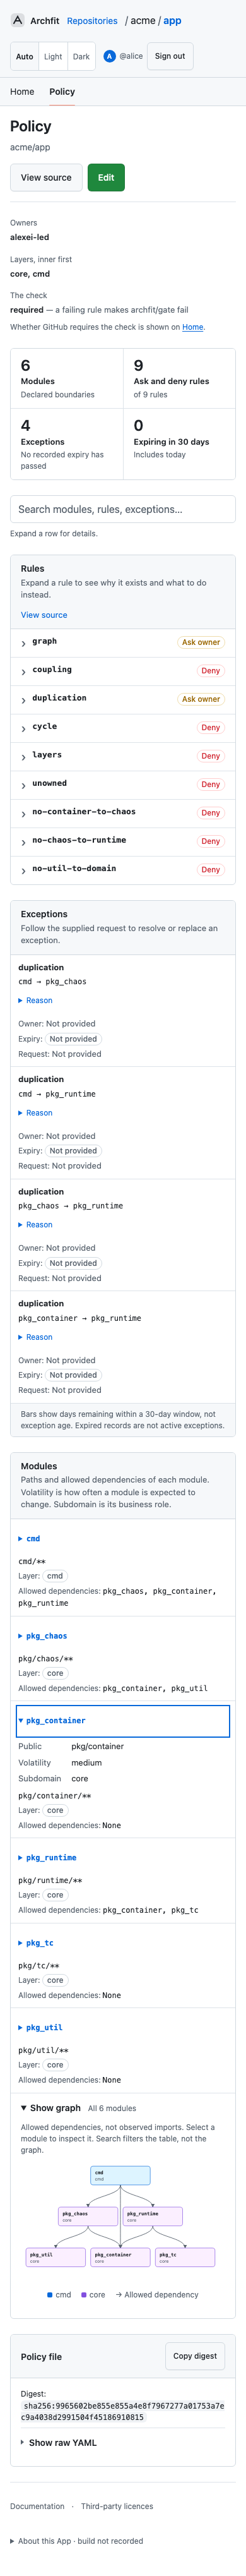 Archfit Repositories / acme / app
Auto Light Dark A @alice Sign out
Home Policy
Policy
acme/app
View source Edit
Owners
alexei-led
Layers, inner first
core, cmd
The check
required — a failing rule makes archfit/gate fail
Whether GitHub requires the check is shown on Home.
6
Modules
Declared boundaries
9
Ask and deny rules
of 9 rules
4
Exceptions
No recorded expiry has
passed
0
Expiring in 30 days
Includes today
Search modules, rules, exceptions...
Expand a row for details.
Rules
Expand a rule to see why it exists and what to do
instead.
View source
graph Ask owner
coupling Deny
duplication Ask owner
cycle Deny
layers Deny
unowned Deny
no-container-to-chaos Deny
no-chaos-to-runtime Deny
no-util-to-domain Deny
Exceptions
Follow the supplied request to resolve or replace an
exception.
duplication
cmd → pkg_chaos
Reason
Owner: Not provided
Expiry: Not provided
Request: Not provided
duplication
cmd → pkg_runtime
Reason
Owner: Not provided
Expiry: Not provided
Request: Not provided
duplication
pkg_chaos → pkg_runtime
Reason
Owner: Not provided
Expiry: Not provided
Request: Not provided
duplication
pkg_container → pkg_runtime
Reason
Owner: Not provided
Expiry: Not provided
Request: Not provided
Bars show days remaining within a 30-day window, not
exception age. Expired records are not active exceptions.
Modules
Paths and allowed dependencies of each module.
Volatility is how often a module is expected to
change. Subdomain is its business role.
cmd
cmd/**
Layer: cmd
Allowed dependencies: pkg_chaos, pkg_container,
pkg_runtime
pkg_chaos
pkg/chaos/**
Layer: core
Allowed dependencies: pkg_container, pkg_util
pkg_container
Public pkg/container
Volatility medium
Subdomain core
pkg/container/**
Layer: core
Allowed dependencies: None
pkg_runtime
pkg/runtime/**
Layer: core
Allowed dependencies: pkg_container, pkg_tc
pkg_tc
pkg/tc/**
Layer: core
Allowed dependencies: None
pkg_util
pkg/util/**
Layer: core
Allowed dependencies: None
Show graph All 6 modules
Allowed dependencies, not observed imports. Select a
module to inspect it. Search filters the table, not the
graph.
cmd
cmd
pkg_chaos pkg_runtime
core core
pkg_util pkg_container pkg_tc
core core core
cmd core → Allowed dependency
Policy file Copy digest
Digest:
sha256:9965602be855e855a4e8f7967277a01753a7e
c9a4038d2991504f45186910815
Show raw YAML
Documentation · Third-party licences
About this App · build not recorded